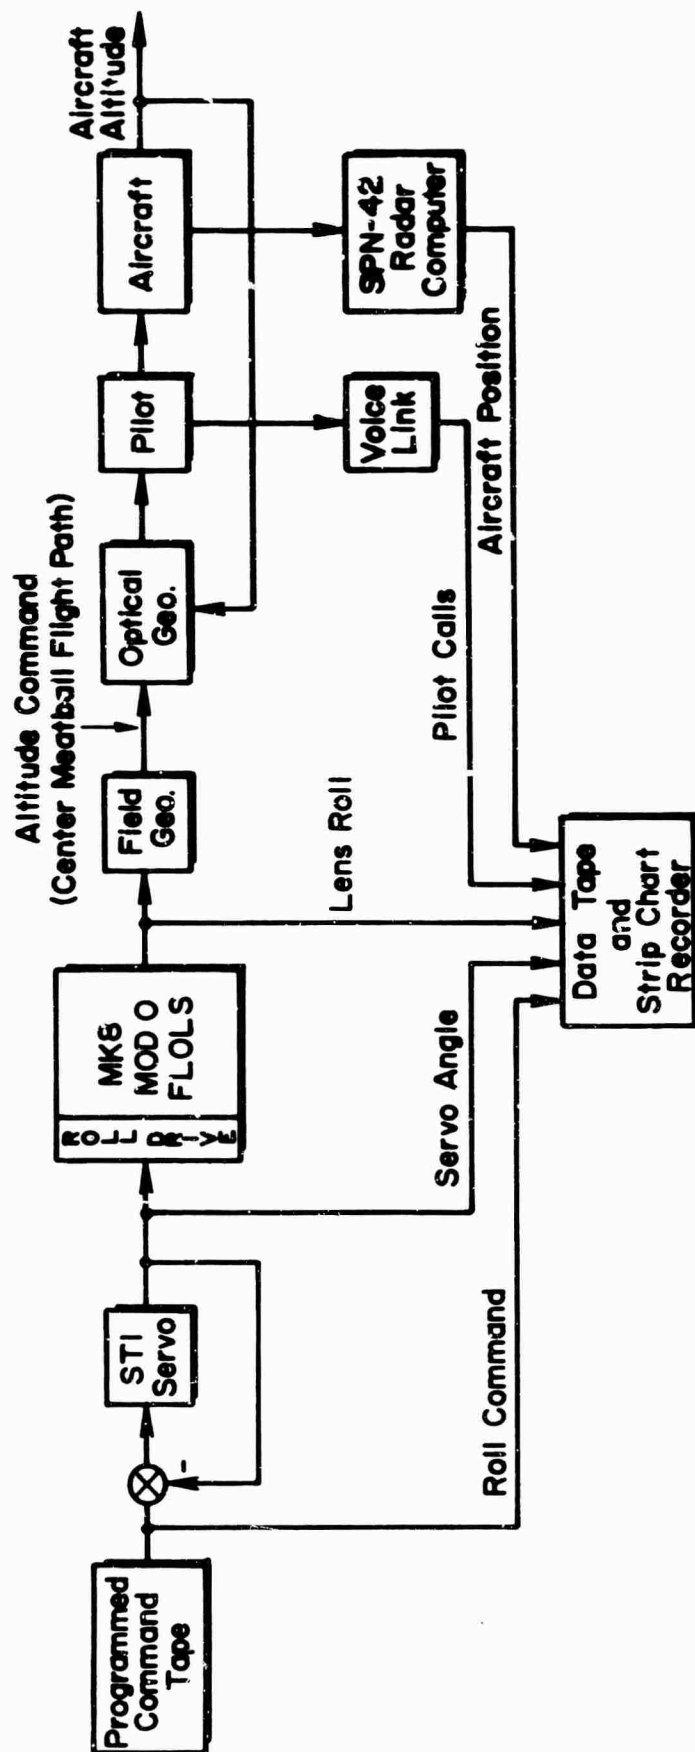 Programmed
Command
Tape
STI
Servo
-
ROLL DRIVE
MK8
MOD 0
FLOLS
Field
Geo.
Altitude Command
(Center Meatball Flight Path)
Optical
Geo.
Pilot
Aircraft
Aircraft
Altitude
Voice
Link
SPN-42
Radar
Computer
Roll Command
Servo Angle
Lens Roll
Pilot Calls
Aircraft Position
Data Tape
and
Strip Chart
Recorder